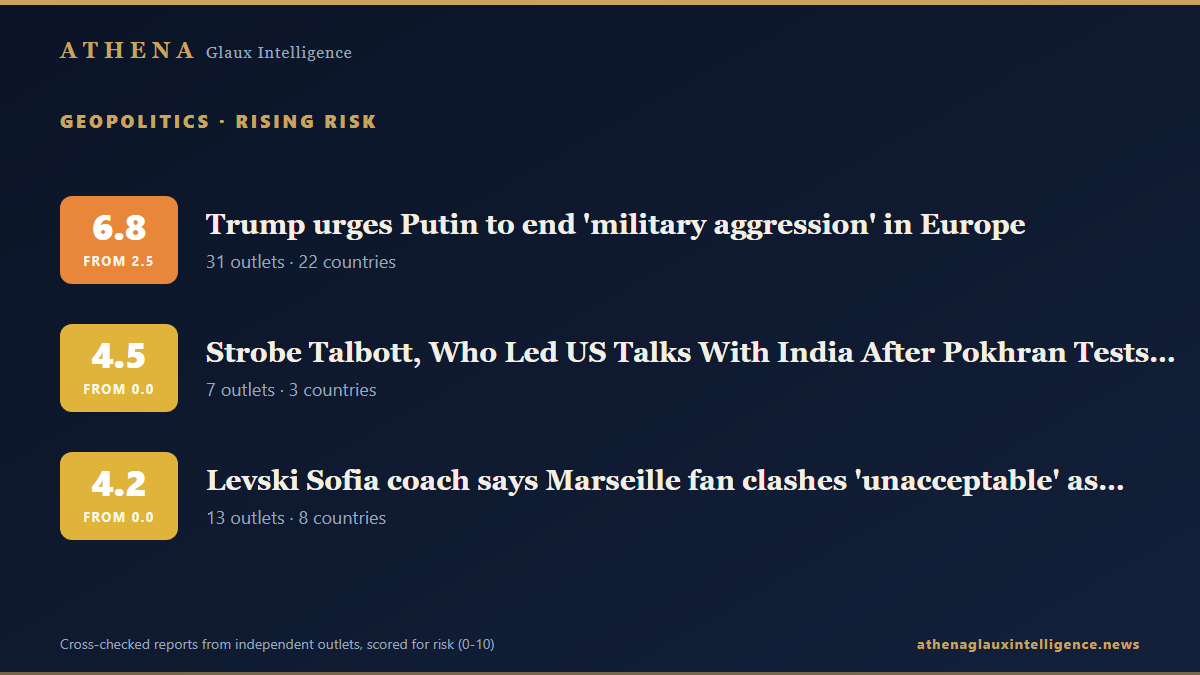 ATHENA Glaux Intelligence
GEOPOLITICS · RISING RISK
6.8
FROM 2.5
Trump urges Putin to end 'military aggression' in Europe
31 outlets · 22 countries
4.5
FROM 0.0
Strobe Talbott, Who Led US Talks With India After Pokhran Tests...
7 outlets · 3 countries
4.2
FROM 0.0
Levski Sofia coach says Marseille fan clashes 'unacceptable' as...
13 outlets · 8 countries
Cross-checked reports from independent outlets, scored for risk (0-10)
athenaglauxintelligence.news